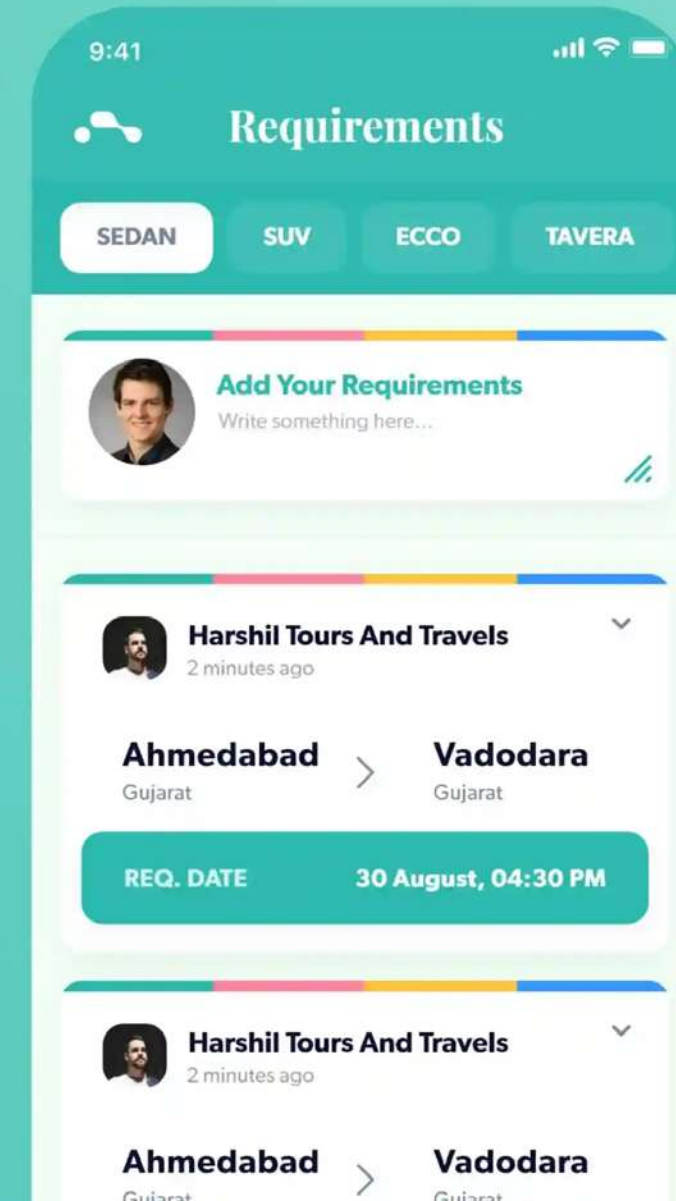 9:41
Requirements
SEDAN SUV ECCO TAVERA
Add Your Requirements
Write something here...
Harshil Tours And Travels
2 minutes ago
Ahmedabad Vadodara
Gujarat Gujarat
REQ. DATE 30 August, 04:30 PM
Harshil Tours And Travels
2 minutes ago
Ahmedabad Vadodara
Gujarat Gujarat